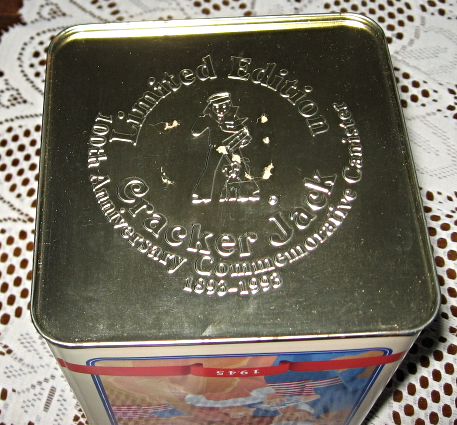 Limited Edition
Cracker Jack
100th Anniversary Commemorative Canister
1893-1993
1945